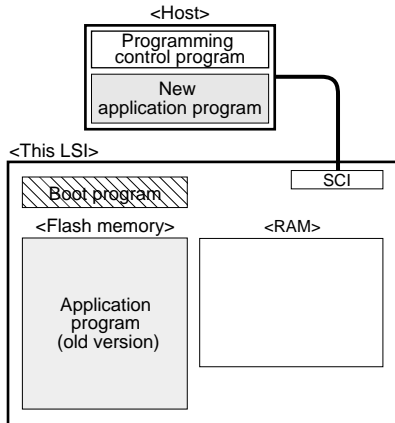 <Host>
Programming
control program
New
application program
<This LSI>
SCI
Boot program
<Flash memory>
<RAM>
Application
program
(old version)